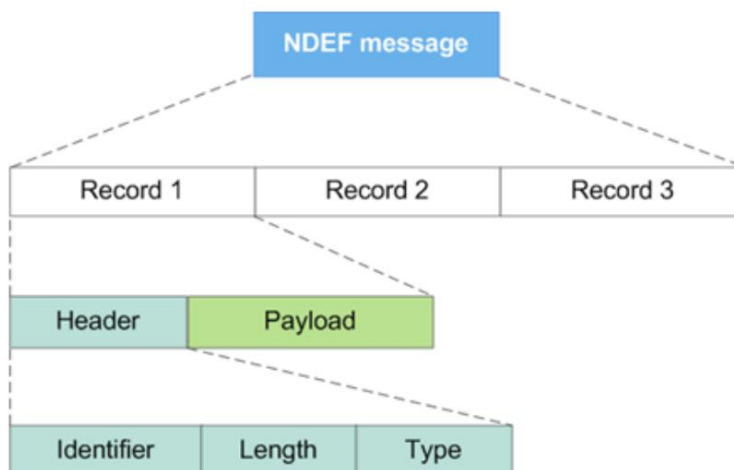 NDEF message
Record 1 Record 2 Record 3
Header Payload
Identifier Length Type